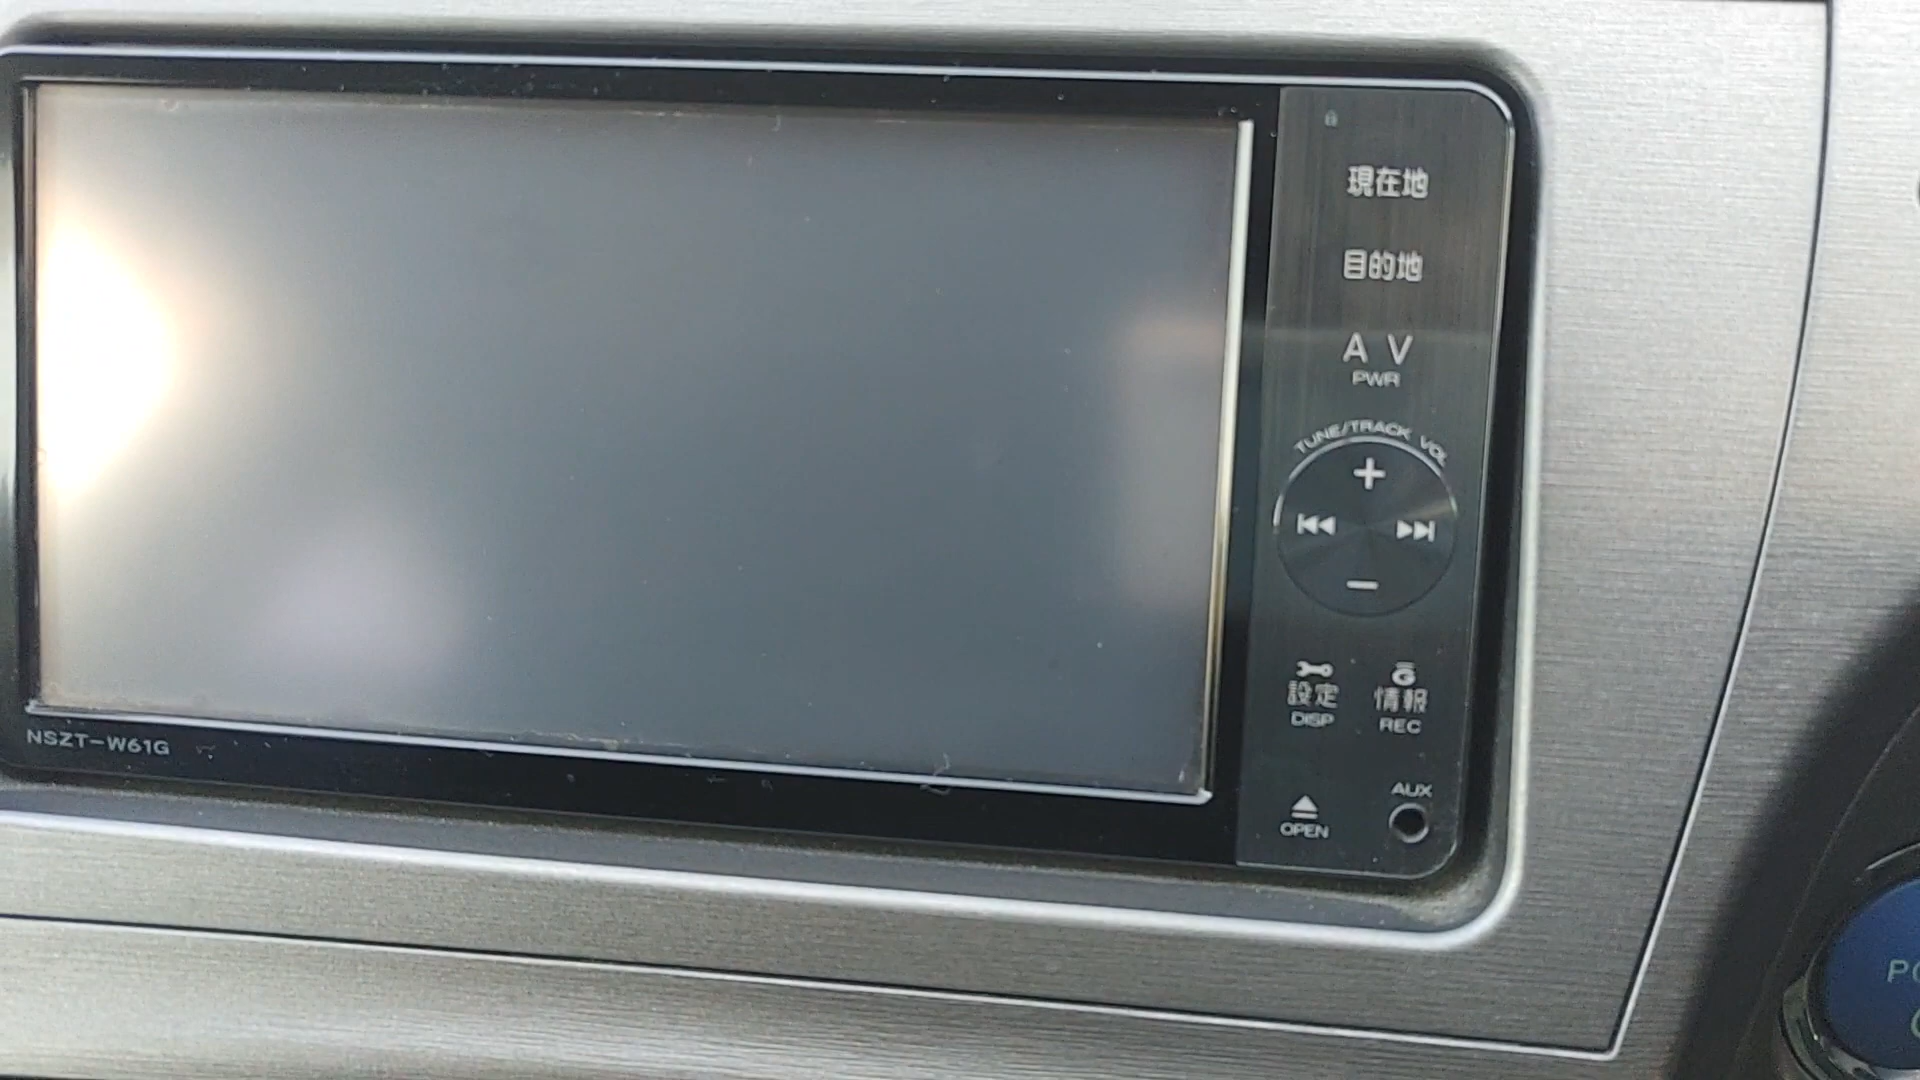 現在地
目的地
A V
PWR
TUNE/TRACK VOL
設定
DISP
G
情報
REC
NSZT-W61G
AUX
OPEN